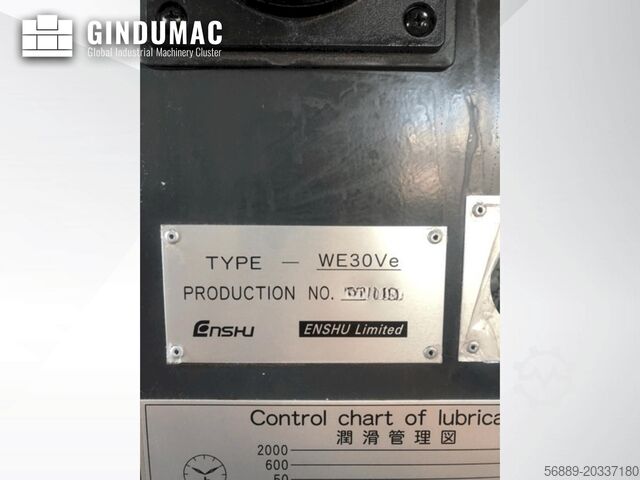 GINDUMAC
Global Industrial Machinery Cluster
TYPE — WE30Ve
PRODUCTION NO.
ENSHU ENSHU Limited
Control chart of lubrica
潤滑管理図
2000
600
50
56889-20337180